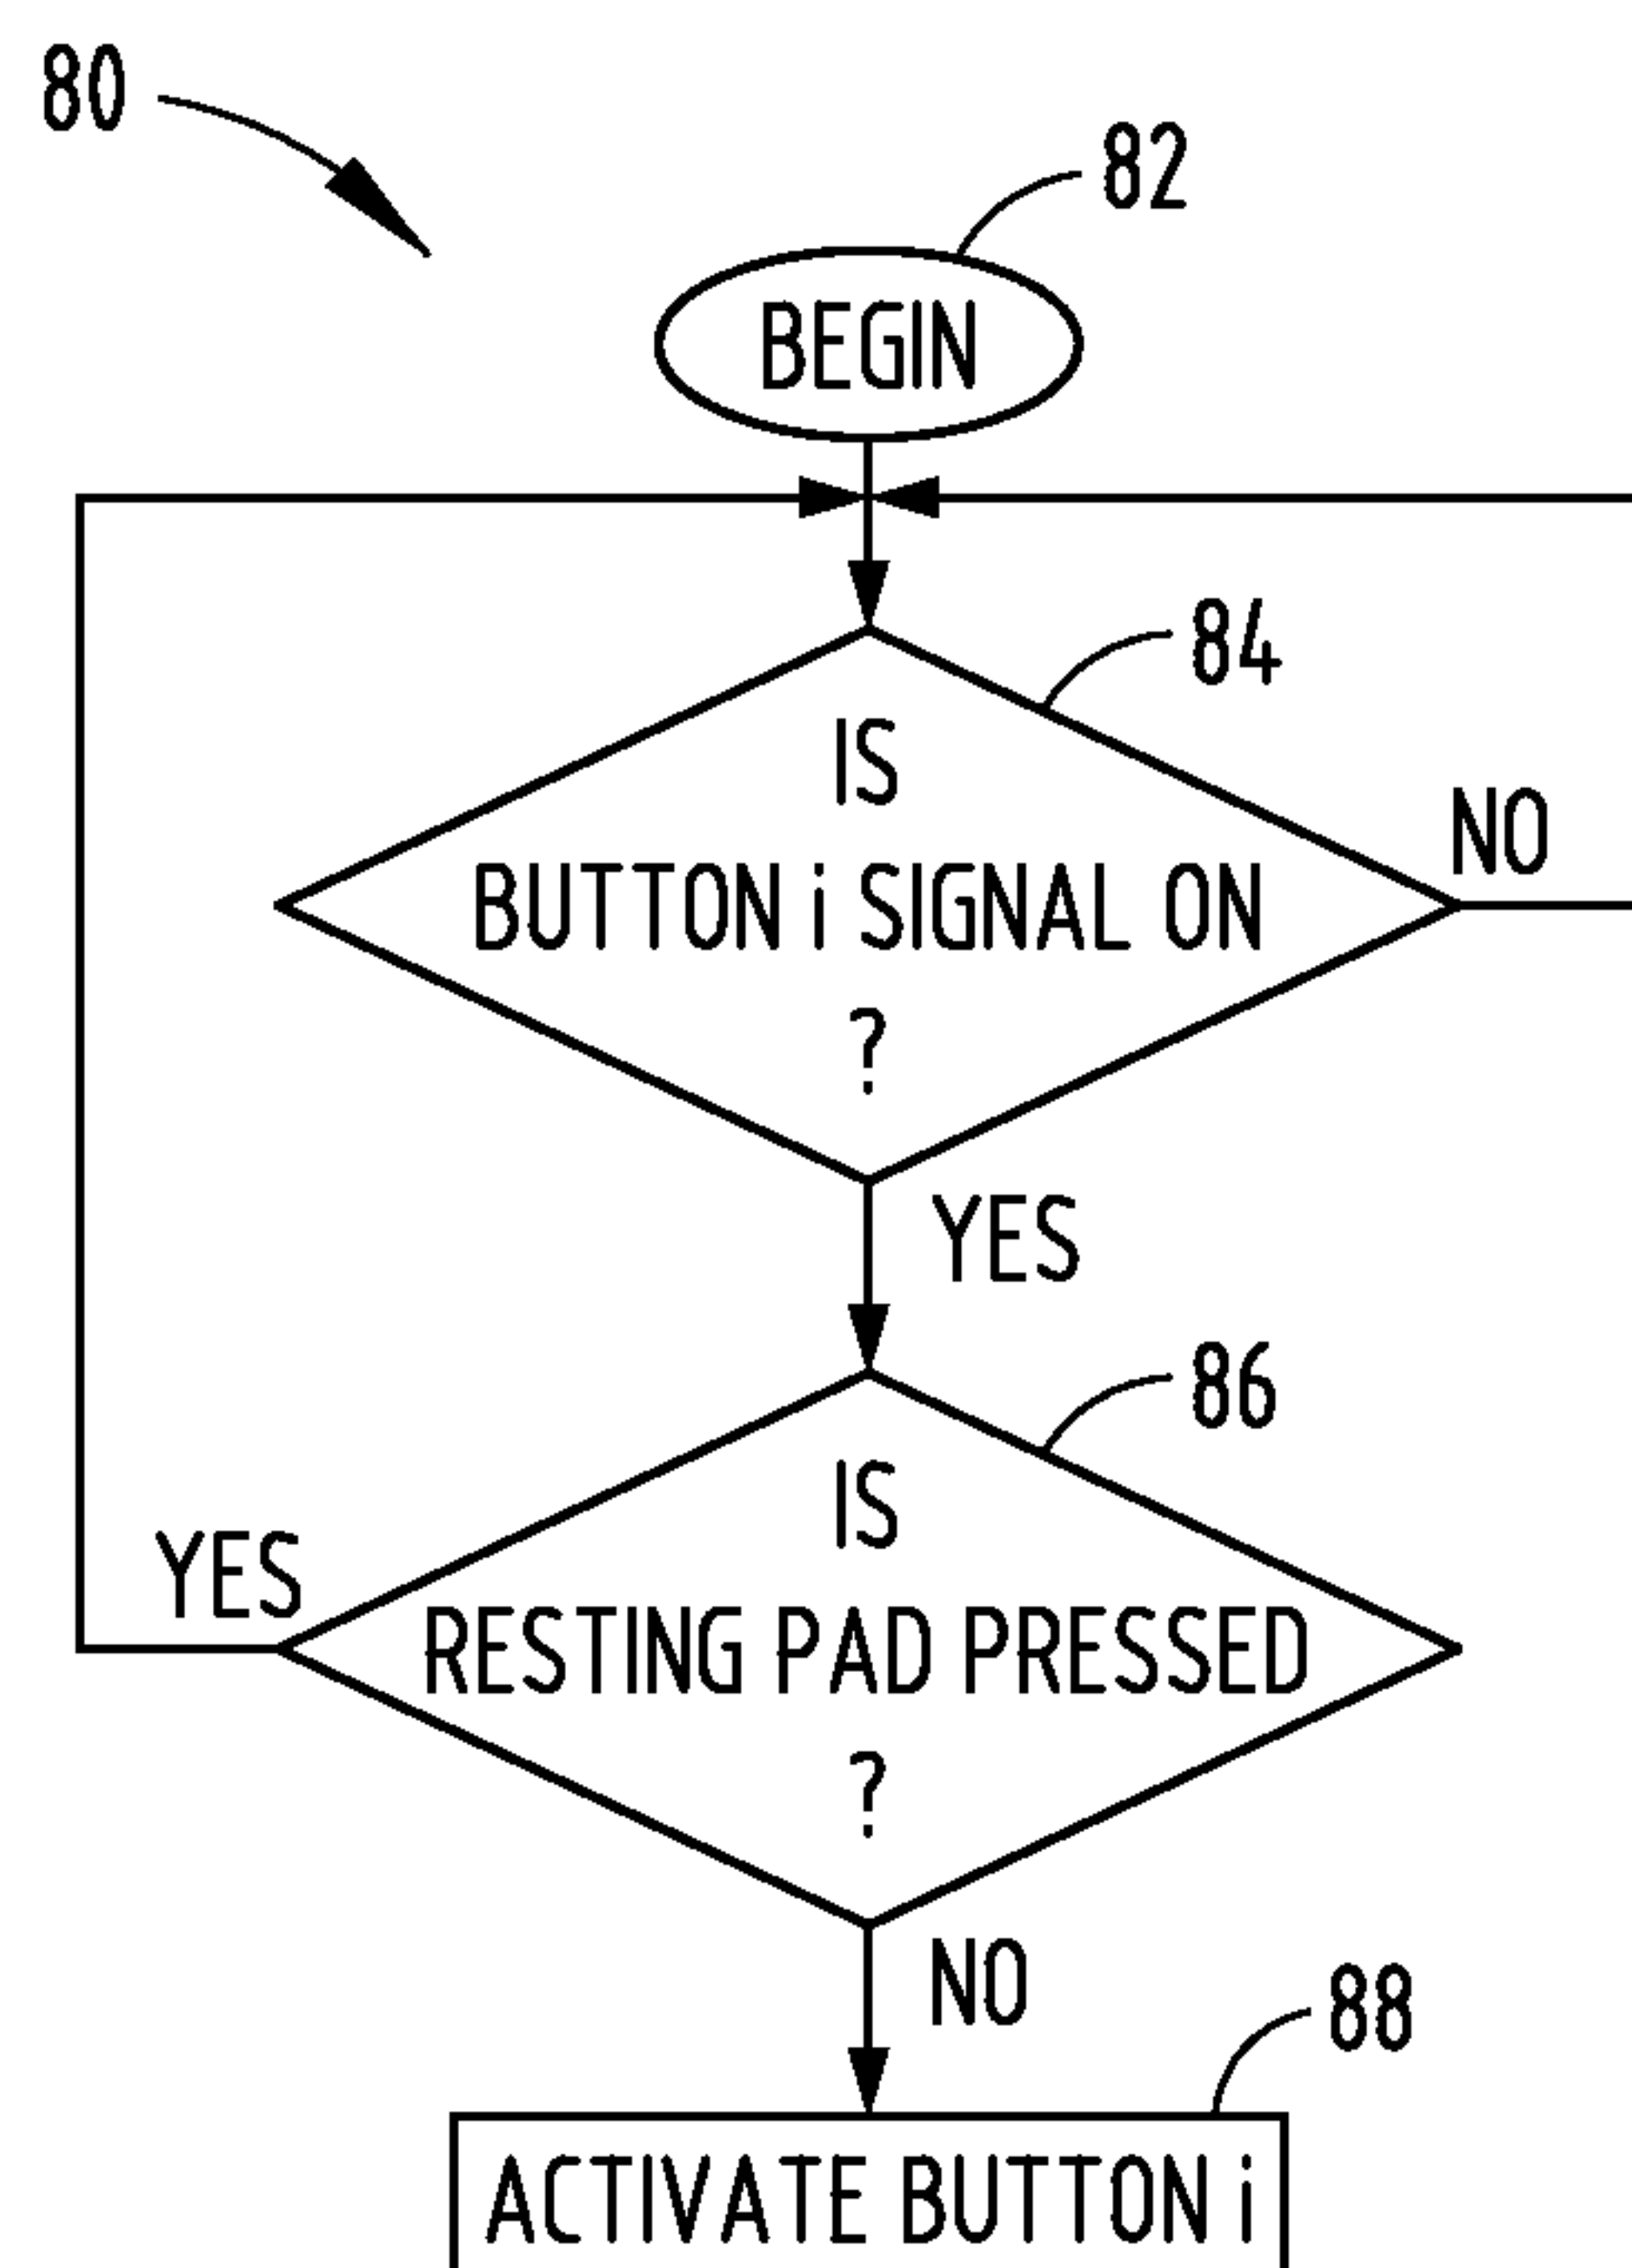 80
82
BEGIN
84
IS
NO
BUTTON i SIGNAL ON
?
YES
86
IS
YES
RESTING PAD PRESSED
?
NO
88
ACTIVATE BUTTON i